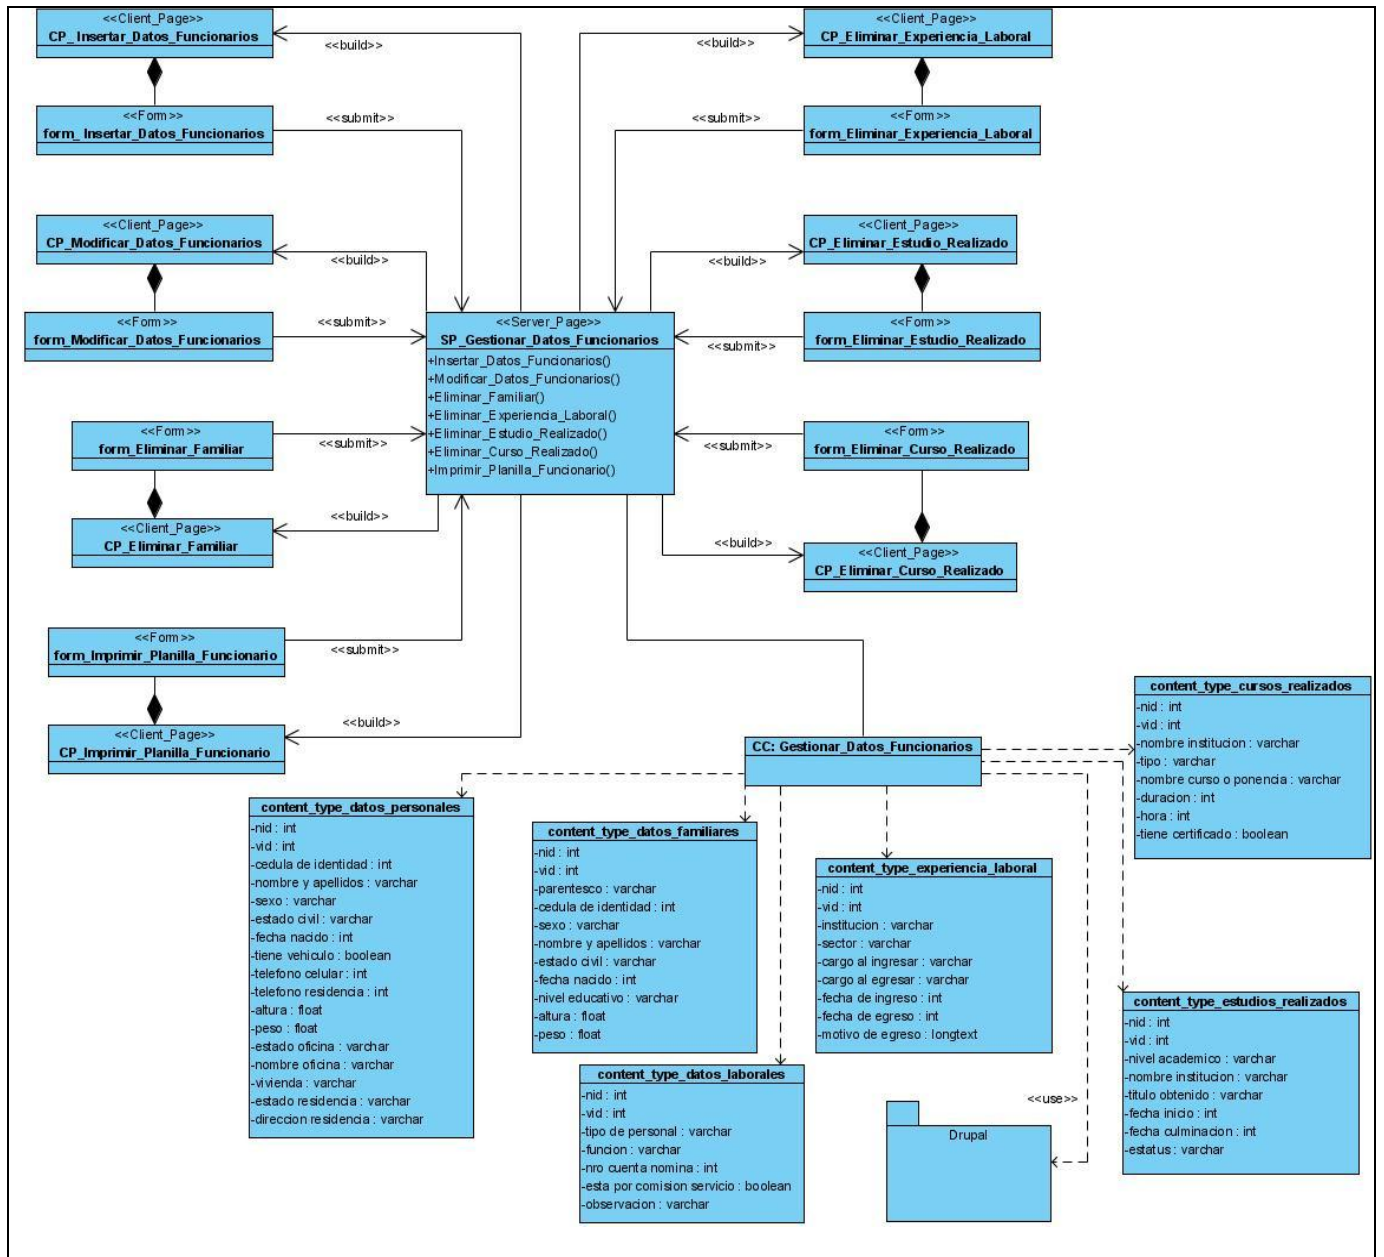 <<Client_Page>>
CP_ Insertar_Datos_Funcionarios
<<build>>
<<Form>>
form_ Insertar_Datos_Funcionarios
<<submit>>
<<Client_Page>>
CP_Eliminar_Experiencia_Laboral
<<build>>
<<Form>>
form_Eliminar_Experiencia_Laboral
<<submit>>
<<Client_Page>>
CP_Modificar_Datos_Funcionarios
<<build>>
<<Form>>
form_Modificar_Datos_Funcionarios
<<submit>>
<<Client_Page>>
CP_Eliminar_Estudio_Realizado
<<build>>
<<Form>>
form_Eliminar_Estudio_Realizado
<<submit>>
<<Server_Page>>
SP_Gestionar_Datos_Funcionarios
+Insertar_Datos_Funcionarios()
+Modificar_Datos_Funcionarios()
+Eliminar_Familiar()
+Eliminar_Experiencia_Laboral()
+Eliminar_Estudio_Realizado()
+Eliminar_Curso_Realizado()
+Imprimir_Planilla_Funcionario()
<<Form>>
form_Eliminar_Familiar
<<submit>>
<<Client_Page>>
CP_Eliminar_Familiar
<<build>>
<<Form>>
form_Eliminar_Curso_Realizado
<<submit>>
<<Client_Page>>
CP_Eliminar_Curso_Realizado
<<build>>
<<Form>>
form_Imprimir_Planilla_Funcionario
<<submit>>
<<Client_Page>>
CP_Imprimir_Planilla_Funcionario
<<build>>
CC: Gestionar_Datos_Funcionarios
content_type_cursos_realizados
-nid : int
-vid : int
-nombre institucion : varchar
-tipo : varchar
-nombre curso o ponencia : varchar
-duracion : int
-hora : int
-tiene certificado : boolean
content_type_datos_personales
-nid : int
-vid : int
-cedula de identidad : int
-nombre y apellidos : varchar
-sexo : varchar
-estado civil : varchar
-fecha nacido : int
-tiene vehiculo : boolean
-telefono celular : int
-telefono residencia : int
-altura : float
-peso : float
-estado oficina : varchar
-nombre oficina : varchar
-vivienda : varchar
-estado residencia : varchar
-direccion residencia : varchar
content_type_datos_familiares
-nid : int
-vid : int
-parentesco : varchar
-cedula de identidad : int
-sexo : varchar
-nombre y apellidos : varchar
-estado civil : varchar
-fecha nacido : int
-nivel educativo : varchar
-altura : float
-peso : float
content_type_experiencia_laboral
-nid : int
-vid : int
-institucion : varchar
-sector : varchar
-cargo al ingresar : varchar
-cargo al egresar : varchar
-fecha de ingreso : int
-fecha de egreso : int
-motivo de egreso : longtext
content_type_estudios_realizados
-nid : int
-vid : int
-nivel academico : varchar
-nombre institucion : varchar
-titulo obtenido : varchar
-fecha inicio : int
-fecha culminacion : int
-estatus : varchar
content_type_datos_laborales
-nid : int
-vid : int
-tipo de personal : varchar
-funcion : varchar
-nro cuenta nomina : int
-esta por comision servicio : boolean
-observacion : varchar
<<use>>
Drupal